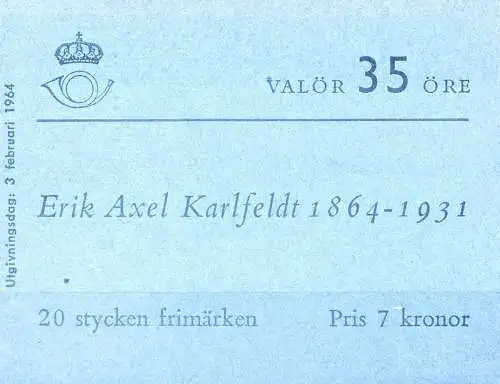 VALÖR 35 ÖRE
Erik Axel Karlfeldt 1864-1931
20 stycken frimärken Pris 7 kronor
Utgivningsdag: 3 februari 1964